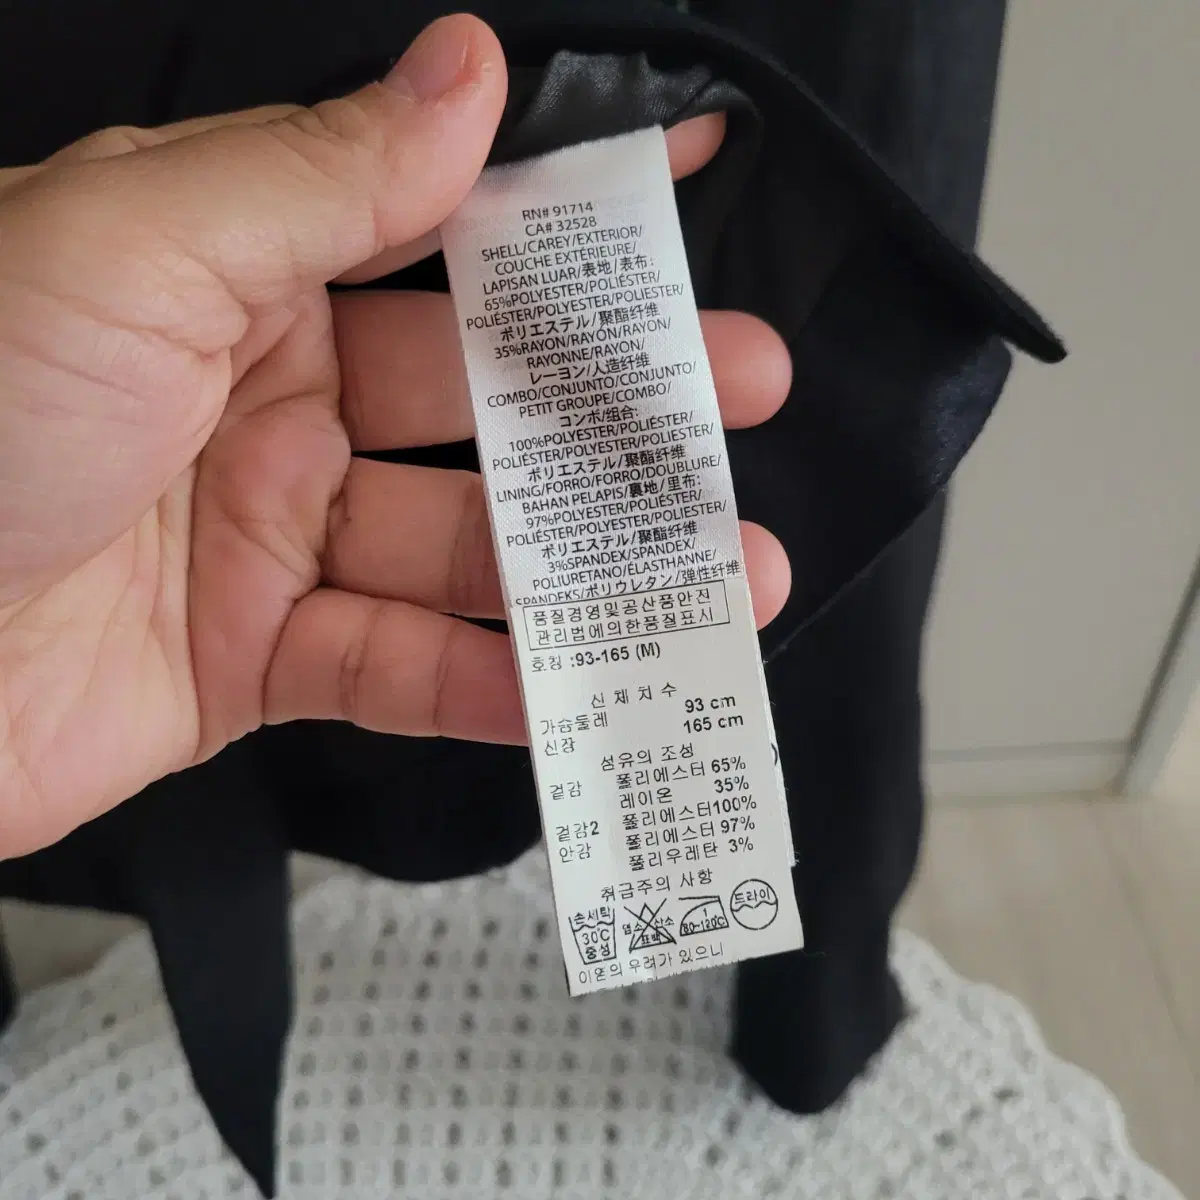 RN# 91714
CA# 32528
SHELL/CAREY/EXTERIOR/
COUCHE EXTÉRIEURE/
LAPISAN LUAR/表地/表布:
65%POLYESTER/POLIÉSTER/
POLIÉSTER/POLYESTER/POLIESTER/
ポリエステル/聚酯纤维
35%RAYON/RAYÓN/RAYON/
RAYONNE/RAYON/
レーヨン/人造纤维
COMBO/CONJUNTO/CONJUNTO/
PETIT GROUPE/COMBO/
コンボ/组合:
100%POLYESTER/POLIÉSTER/
POLIÉSTER/POLYESTER/POLIESTER/
ポリエステル/聚酯纤维
LINING/FORRO/FORRO/DOUBLURE/
BAHAN PELAPIS/裏地/里布:
97%POLYESTER/POLIÉSTER/
POLIÉSTER/POLYESTER/POLIESTER/
ポリエステル/聚酯纤维
3%SPANDEX/SPANDEX/
POLIURETANO/ÉLASTHANNE/
SPANDEKS/ポリウレタン/弹性纤维
품질경영및공산품안전
관리법에의한품질표시
호칭 :93-165 (M)
신 체 치 수
가슴둘레 93 cm
신장 165 cm
섬유의 조성
겉감 폴리에스터 65%
레이온 35%
겉감2 폴리에스터100%
안감 폴리에스터 97%
폴리우레탄 3%
취급주의 사항
손세탁 30℃ 중성
염소 산소 표백
1 80~120℃
드라이
이염의 우려가 있으니